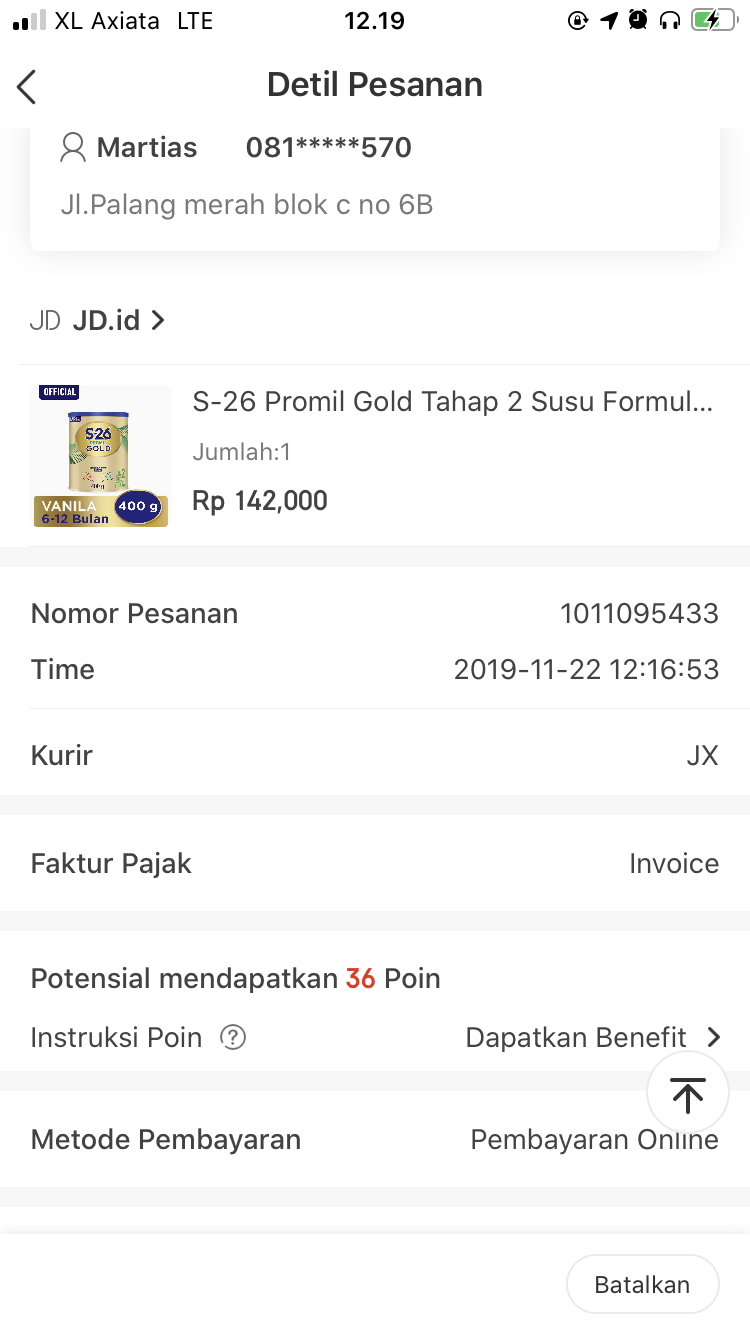 XL Axiata LTE 12.19
Detil Pesanan
Martias 081*****570
Jl.Palang merah blok c no 6B
JD JD.id
OFFICIAL
S-26 Promil Gold Tahap 2 Susu Formul...
S-26
GOLD
400g
VANILA 400 g
6-12 Bulan
Jumlah:1
Rp 142,000
Nomor Pesanan 1011095433
Time 2019-11-22 12:16:53
Kurir JX
Faktur Pajak Invoice
Potensial mendapatkan 36 Poin
Instruksi Poin ? Dapatkan Benefit
Metode Pembayaran Pembayaran Online
Batalkan